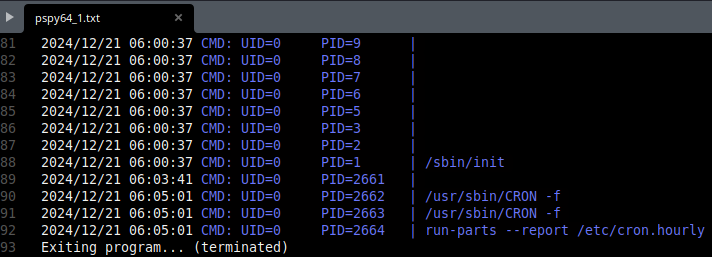 pspy64_1.txt ×
81 2024/12/21 06:00:37 CMD: UID=0 PID=9 |
82 2024/12/21 06:00:37 CMD: UID=0 PID=8 |
83 2024/12/21 06:00:37 CMD: UID=0 PID=7 |
84 2024/12/21 06:00:37 CMD: UID=0 PID=6 |
85 2024/12/21 06:00:37 CMD: UID=0 PID=5 |
86 2024/12/21 06:00:37 CMD: UID=0 PID=3 |
87 2024/12/21 06:00:37 CMD: UID=0 PID=2 |
88 2024/12/21 06:00:37 CMD: UID=0 PID=1 | /sbin/init
89 2024/12/21 06:03:41 CMD: UID=0 PID=2661 |
90 2024/12/21 06:05:01 CMD: UID=0 PID=2662 | /usr/sbin/CRON -f
91 2024/12/21 06:05:01 CMD: UID=0 PID=2663 | /usr/sbin/CRON -f
92 2024/12/21 06:05:01 CMD: UID=0 PID=2664 | run-parts --report /etc/cron.hourly
93 Exiting program... (terminated)